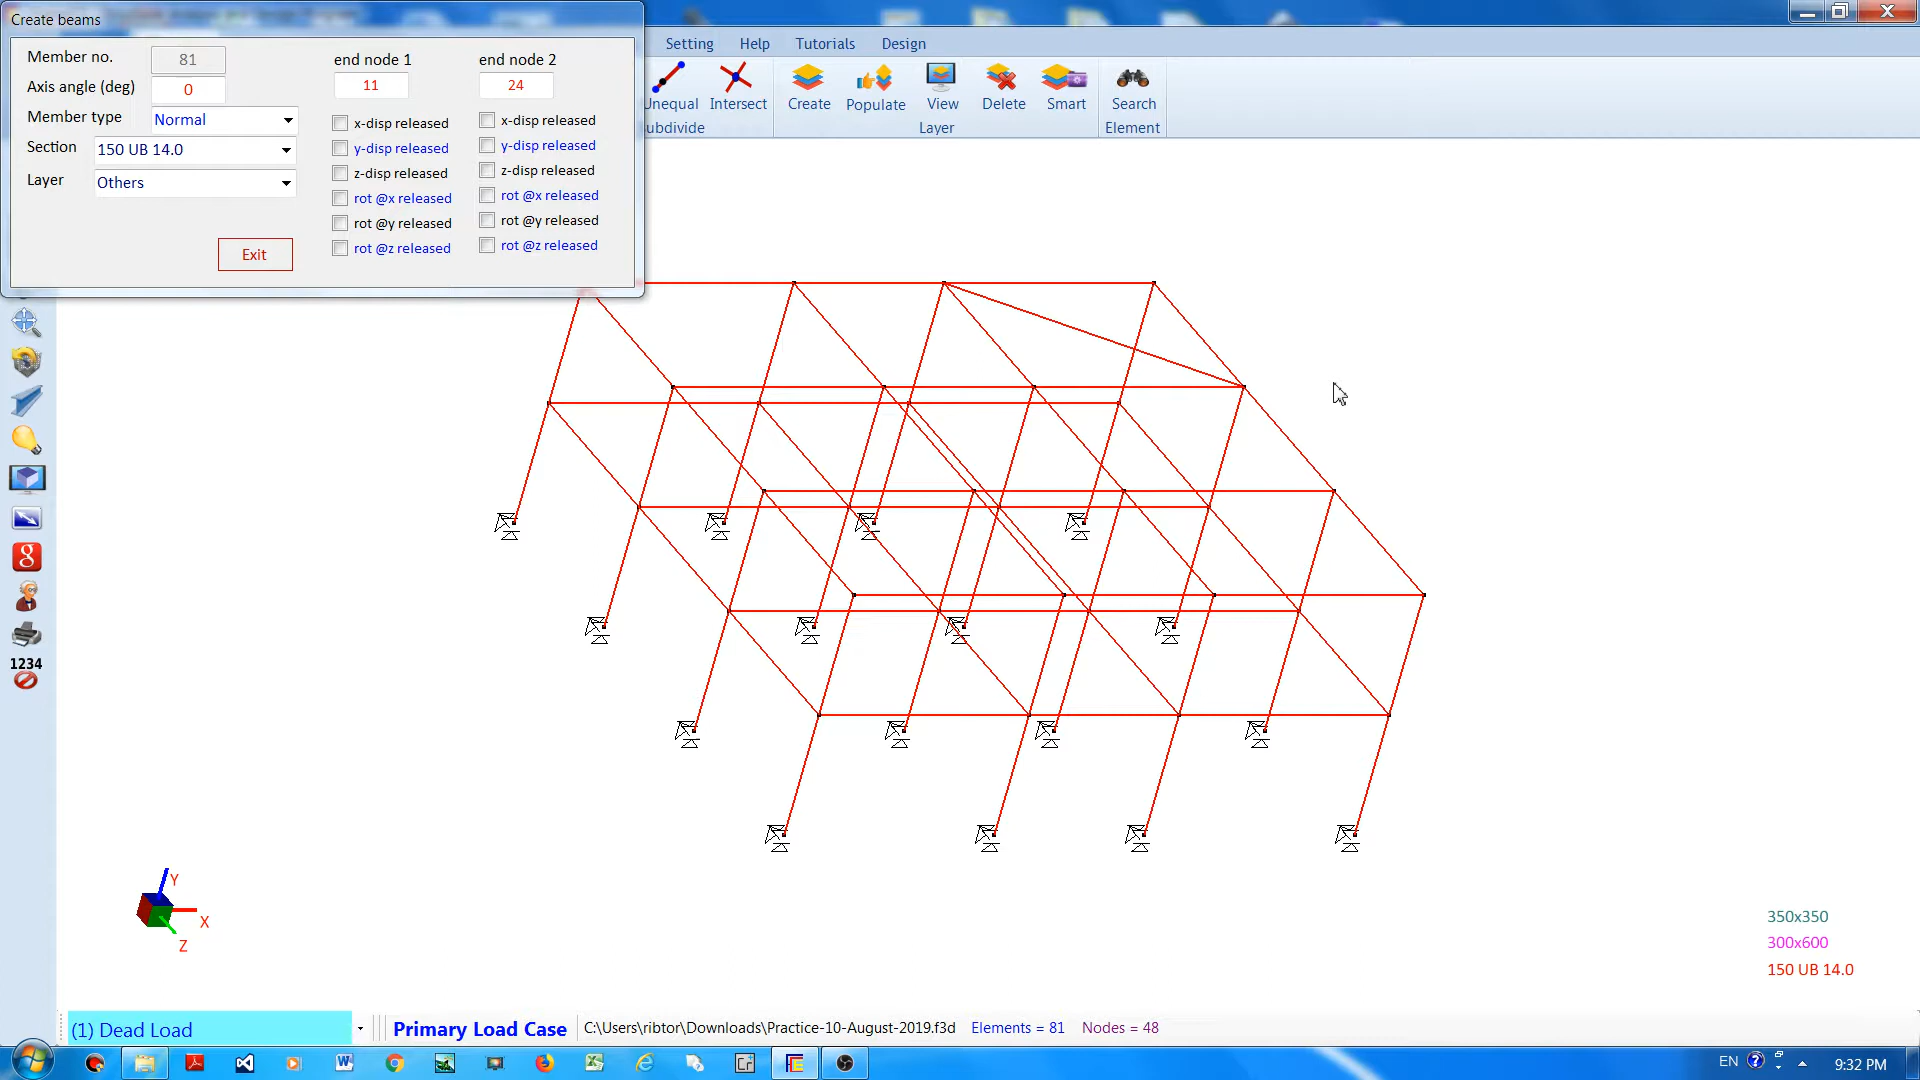 Create beams
Member no. 81
Axis angle (deg) 0
Member type Normal
Section 150 UB 14.0
Layer Others
Exit
end node 1
11
x-disp released
y-disp released
z-disp released
rot @x released
rot @y released
rot @z released
end node 2
24
x-disp released
y-disp released
z-disp released
rot @x released
rot @y released
rot @z released
Setting Help Tutorials Design
Unequal Intersect Create Populate View Delete Smart Search
ubdivide Layer Element
1234
Y
X
Z
350x350
300x600
150 UB 14.0
(1) Dead Load Primary Load Case C:\Users\ribtor\Downloads\Practice-10-August-2019.f3d Elements = 81 Nodes = 48
EN 9:32 PM